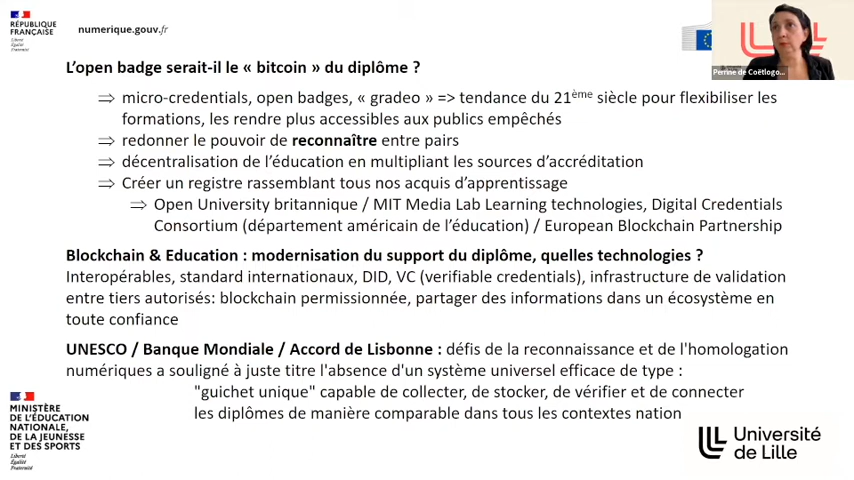 RÉPUBLIQUE
FRANÇAISE
Liberté
Égalité
Fraternité
numerique.gouv.fr
Perrine de Coëtlogo...
L'open badge serait-il le « bitcoin » du diplôme ?
⇒ micro-credentials, open badges, « gradeo » => tendance du 21ème siècle pour flexibiliser les
formations, les rendre plus accessibles aux publics empêchés
⇒ redonner le pouvoir de reconnaître entre pairs
⇒ décentralisation de l'éducation en multipliant les sources d'accréditation
⇒ Créer un registre rassemblant tous nos acquis d'apprentissage
⇒ Open University britannique / MIT Media Lab Learning technologies, Digital Credentials
Consortium (département américain de l'éducation) / European Blockchain Partnership
Blockchain & Education : modernisation du support du diplôme, quelles technologies ?
Interopérables, standard internationaux, DID, VC (verifiable credentials), infrastructure de validation
entre tiers autorisés: blockchain permissionnée, partager des informations dans un écosystème en
toute confiance
UNESCO / Banque Mondiale / Accord de Lisbonne : défis de la reconnaissance et de l'homologation
numériques a souligné à juste titre l'absence d'un système universel efficace de type :
"guichet unique" capable de collecter, de stocker, de vérifier et de connecter
les diplômes de manière comparable dans tous les contextes nation
MINISTÈRE
DE L'ÉDUCATION
NATIONALE,
DE LA JEUNESSE
ET DES SPORTS
Liberté
Égalité
Fraternité
Université
de Lille